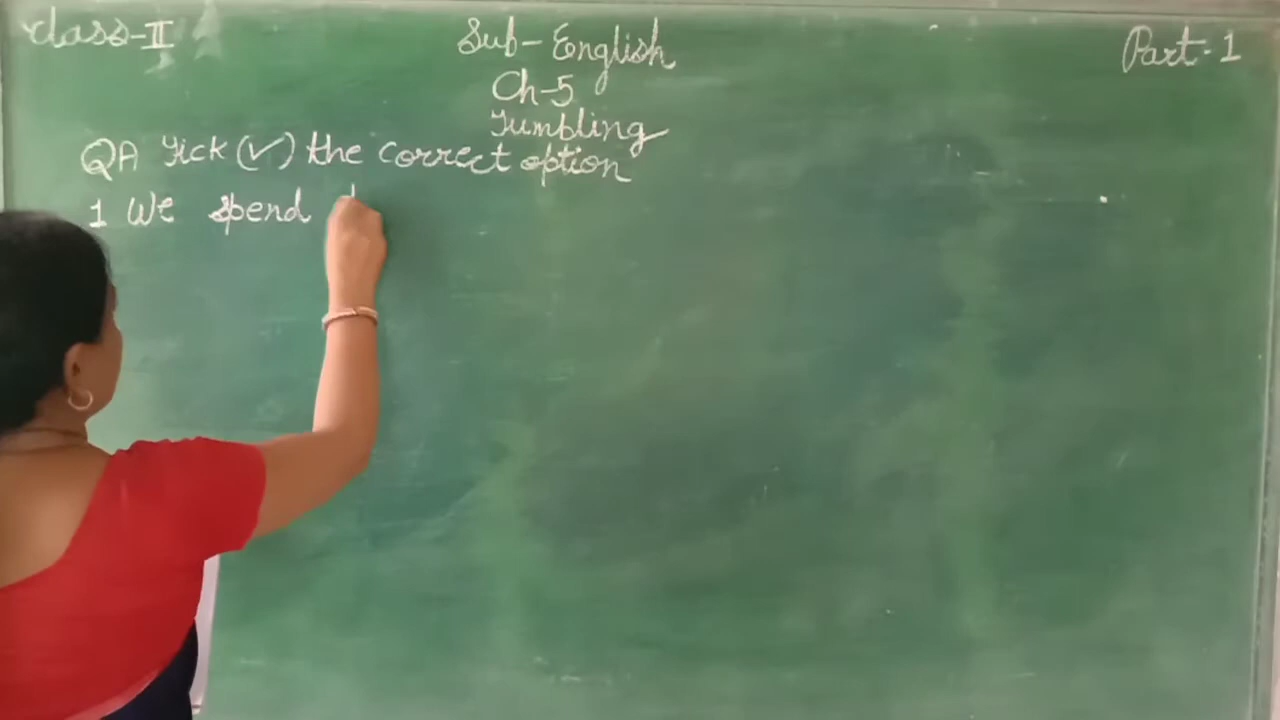 Class-II
Sub-English
Part-1
Ch-5
Tumbling
QA Tick (✓) the correct option
1 We spend